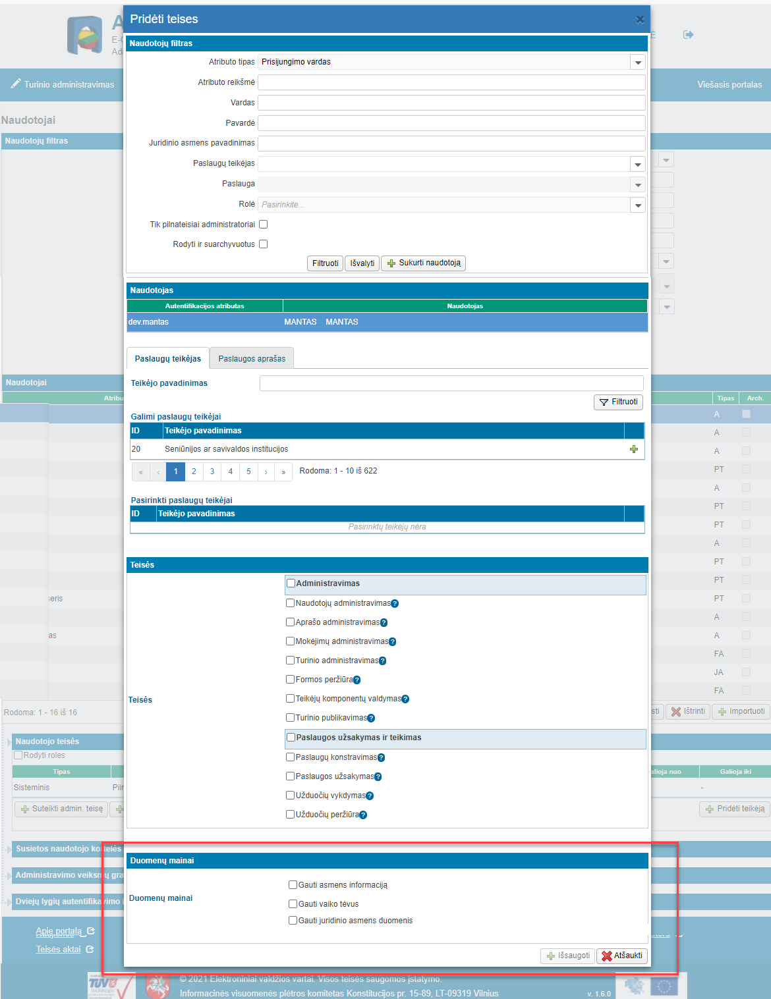 Pridėti teises
A
E-
Ad
Ė
Turinio administravimas
Viešasis portalas
Naudotojai
Naudotojų filtras
Naudotojų filtras
Atributo tipas Prisijungimo vardas
Atributo reikšmė
Vardas
Pavardė
Juridinio asmens pavadinimas
Paslaugų teikėjas
Paslauga
Rolė Pasirinkite...
Tik pilnateisiai administratoriai
Rodyti ir suarchyvuotus
Filtruoti Išvalyti Sukurti naudotoją
Naudotojas
Autentifikacijos atributas Naudotojas
dev.mantas MANTAS MANTAS
Paslaugų teikėjas Paslaugos aprašas
Teikėjo pavadinimas
Filtruoti
Galimi paslaugų teikėjai
ID Teikėjo pavadinimas
20 Seniūnijos ar savivaldos institucijos
« ‹ 1 2 3 4 5 › » Rodoma: 1 - 10 iš 622
Pasirinkti paslaugų teikėjai
ID Teikėjo pavadinimas
Pasirinktų teikėjų nėra
Teisės
Teisės
Administravimas
Naudotojų administravimas ?
Aprašo administravimas ?
Mokėjimų administravimas ?
Turinio administravimas ?
Formos peržiūra ?
Teikėjų komponentų valdymas ?
Turinio publikavimas ?
Paslaugos užsakymas ir teikimas
Paslaugų konstravimas ?
Paslaugos užsakymas ?
Užduočių vykdymas ?
Užduočių peržiūra ?
Duomenų mainai
Duomenų mainai
Gauti asmens informaciją
Gauti vaiko tėvus
Gauti juridinio asmens duomenis
Išsaugoti Atšaukti
Naudotojai
Atribu Tipas Arch.
A
A
A
PT
A
PT
PT
A
PT
PT
seris PT
A
as A
FA
JA
FA
Rodoma: 1 - 16 iš 16
sti Ištrinti Importuoti
Naudotojo teisės
Rodyti roles
Tipas alioja nuo Galioja iki
Sisteminis Piln -
Suteikti admin. teisę Pridėti teikėją
Susietos naudotojo kortelės
Administravimo veiksmų gra
Dviejų lygių autentifikavimo i
Apie portalą
Teisės aktai
© 2021 Elektroniniai valdžios vartai. Visos teisės saugomos įstatymo.
Informacinės visuomenės plėtros komitetas Konstitucijos pr. 15-89, LT-09319 Vilnius
v. 1.6.0
TÜV
THÜRINGEN